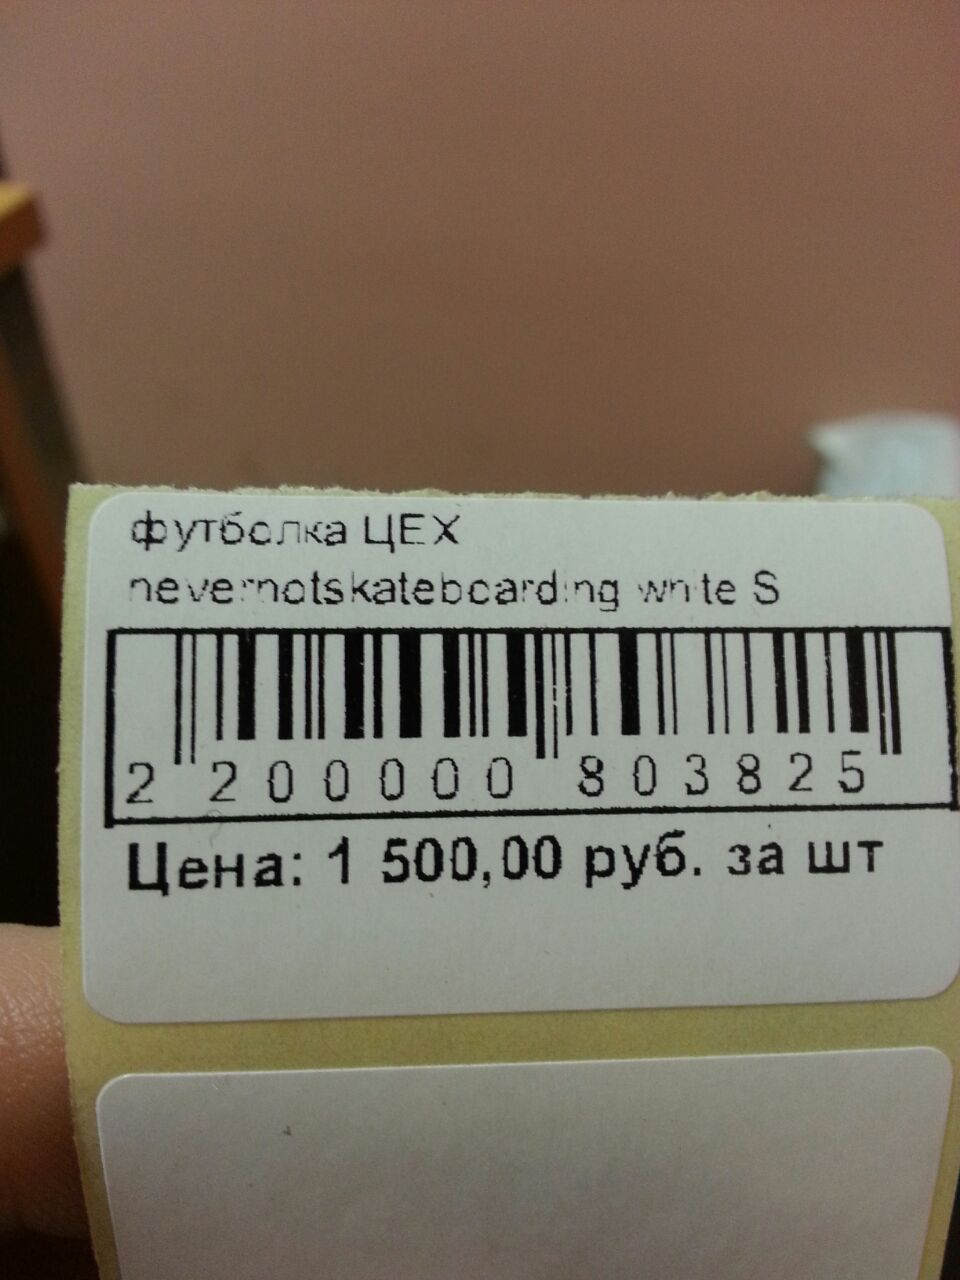 футболка ЦЕХ
nevernotskateboarding white S
2 200000 803825
Цена: 1 500,00 руб. за шт